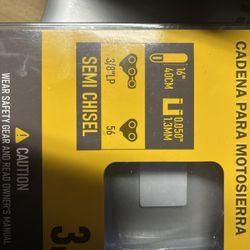 CADENA PARA MOTOSIERRA
16"
40CM
0.050"
1.3MM
3/8"LP
56
SEMI CHISEL
CAUTION
WEAR SAFETY GEAR AND READ OWNER'S MANUAL
3